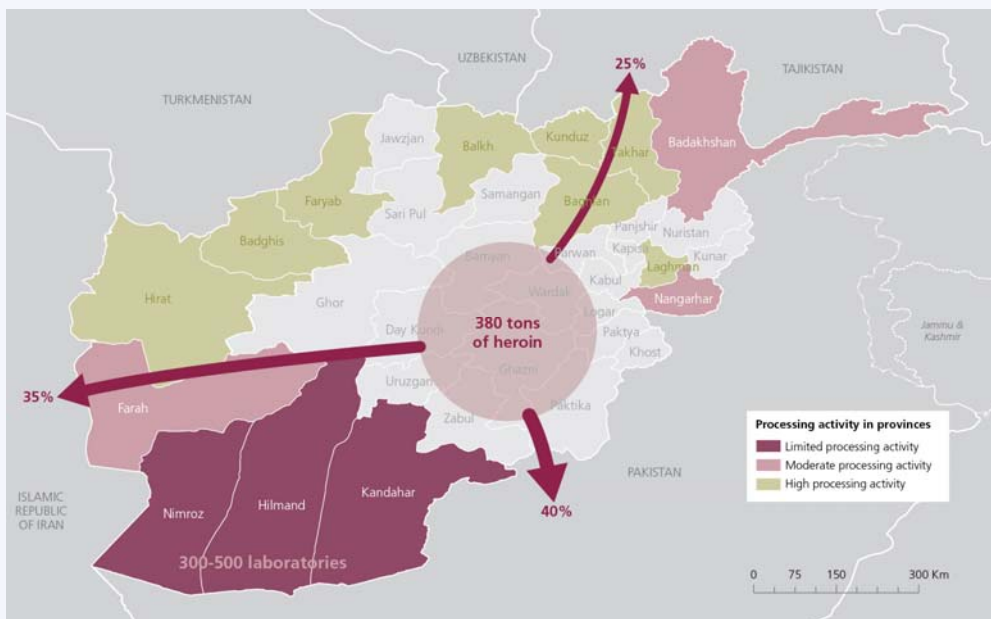 UZBEKISTAN
25%
TAJIKISTAN
TURKMENISTAN
Jawzjan
Balkh
Kunduz
Takhar
Badakhshan
Faryab
Samangan
Baghlan
Sari Pul
Badghis
Panjshir
Nuristan
Kapisa
Kunar
Bamyan
Parwan
Laghman
Hirat
Ghor
Wardak
Kabul
Nangarhar
Logar
380 tons
of heroin
Day Kundi
Paktya
Khost
Jammu &
Kashmir
Ghazni
Uruzgan
35%
Farah
Zabul
Paktika
Processing activity in provinces
Limited processing activity
Moderate processing activity
High processing activity
PAKISTAN
ISLAMIC
REPUBLIC
OF IRAN
Nimroz
Hilmand
Kandahar
40%
300-500 laboratories
0 75 150 300 Km